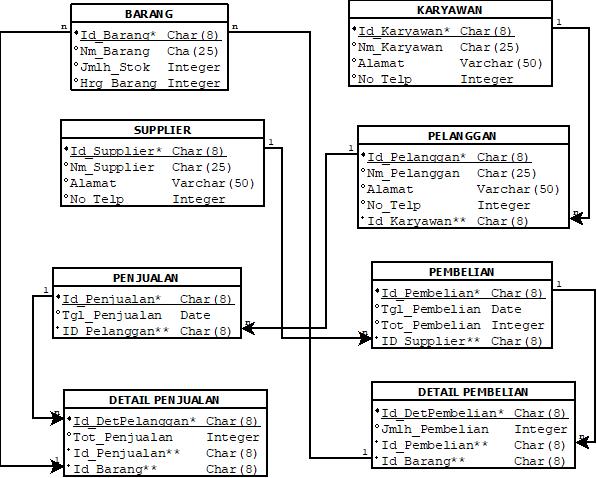 BARANG
Id_Barang* Char(8)
Nm_Barang Cha(25)
Jmlh_Stok Integer
Hrg_Barang Integer
n
n
KARYAWAN
Id_Karyawan* Char(8)
Nm_Karyawan Char(25)
Alamat Varchar(50)
No_Telp Integer
1
SUPPLIER
Id_Supplier* Char(8)
Nm_Supplier Char(25)
Alamat Varchar(50)
No_Telp Integer
1
PELANGGAN
Id_Pelanggan* Char(8)
Nm_Pelanggan Char(25)
Alamat Varchar(50)
No_Telp Integer
Id_Karyawan** Char(8)
1
n
PENJUALAN
Id_Penjualan* Char(8)
Tgl_Penjualan Date
ID_Pelanggan** Char(8)
1
n
PEMBELIAN
Id_Pembelian* Char(8)
Tgl_Pembelian Date
Tot_Pembelian Integer
ID_Supplier** Char(8)
1
n
DETAIL PENJUALAN
Id_DetPelanggan* Char(8)
Tot_Penjualan Integer
Id_Penjualan** Char(8)
Id_Barang** Char(8)
n
1
DETAIL PEMBELIAN
Id_DetPembelian* Char(8)
Jmlh_Pembelian Integer
Id_Pembelian** Char(8)
Id_Barang** Char(8)
1
n